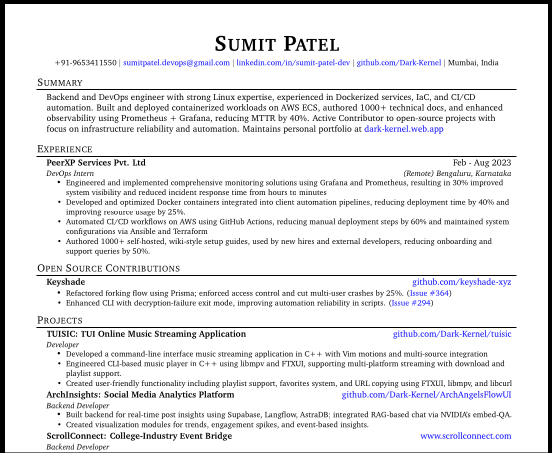 SUMIT PATEL
+91-9653411550 | sumitpatel.devops@gmail.com | linkedin.com/in/sumit-patel-dev | github.com/Dark-Kernel | Mumbai, India
SUMMARY
Backend and DevOps engineer with strong Linux expertise, experienced in Dockerized services, IaC, and CI/CD
automation. Built and deployed containerized workloads on AWS ECS, authored 1000+ technical docs, and enhanced
observability using Prometheus + Grafana, reducing MTTR by 40%. Active Contributor to open-source projects with
focus on infrastructure reliability and automation. Maintains personal portfolio at dark-kernel.web.app
EXPERIENCE
PeerXP Services Pvt. Ltd Feb - Aug 2023
DevOps Intern (Remote) Bengaluru, Karnataka
• Engineered and implemented comprehensive monitoring solutions using Grafana and Prometheus, resulting in 30% improved
system visibility and reduced incident response time from hours to minutes
• Developed and optimized Docker containers integrated into client automation pipelines, reducing deployment time by 40% and
improving resource usage by 25%.
• Automated CI/CD workflows on AWS using GitHub Actions, reducing manual deployment steps by 60% and maintained system
configurations via Ansible and Terraform
• Authored 1000+ self-hosted, wiki-style setup guides, used by new hires and external developers, reducing onboarding and
support queries by 50%.
OPEN SOURCE CONTRIBUTIONS
Keyshade github.com/keyshade-xyz
• Refactored forking flow using Prisma; enforced access control and cut multi-user crashes by 25%. (Issue #364)
• Enhanced CLI with decryption-failure exit mode, improving automation reliability in scripts. (Issue #294)
PROJECTS
TUISIC: TUI Online Music Streaming Application github.com/Dark-Kernel/tuisic
Developer
• Developed a command-line interface music streaming application in C++ with Vim motions and multi-source integration
• Engineered CLI-based music player in C++ using libmpv and FTXUI, supporting multi-platform streaming with download and
playlist support.
• Created user-friendly functionality including playlist support, favorites system, and URL copying using FTXUI, libmpv, and libcurl
ArchInsights: Social Media Analytics Platform github.com/Dark-Kernel/ArchAngelsFlowUI
Backend Developer
• Built backend for real-time post insights using Supabase, Langflow, AstraDB; integrated RAG-based chat via NVIDIA's embed-QA.
• Created visualization modules for trends, engagement spikes, and event-based insights.
ScrollConnect: College-Industry Event Bridge www.scrollconnect.com
Backend Developer